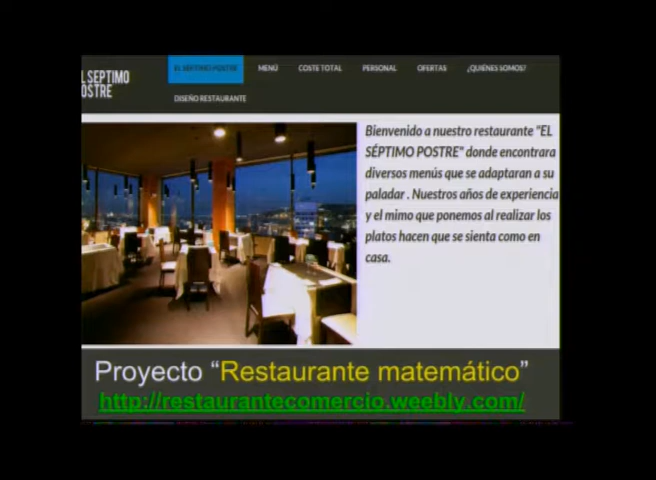 L SEPTIMO
OSTRE
EL SÉPTIMO POSTRE
MENÚ
COSTE TOTAL
PERSONAL
OFERTAS
¿QUIÉNES SOMOS?
DISEÑO RESTAURANTE
Bienvenido a nuestro restaurante "EL
SÉPTIMO POSTRE" donde encontrara
diversos menús que se adaptaran a su
paladar . Nuestros años de experiencia
y el mimo que ponemos al realizar los
platos hacen que se sienta como en
casa.
Proyecto “Restaurante matemático”
http://restaurantecomercio.weebly.com/